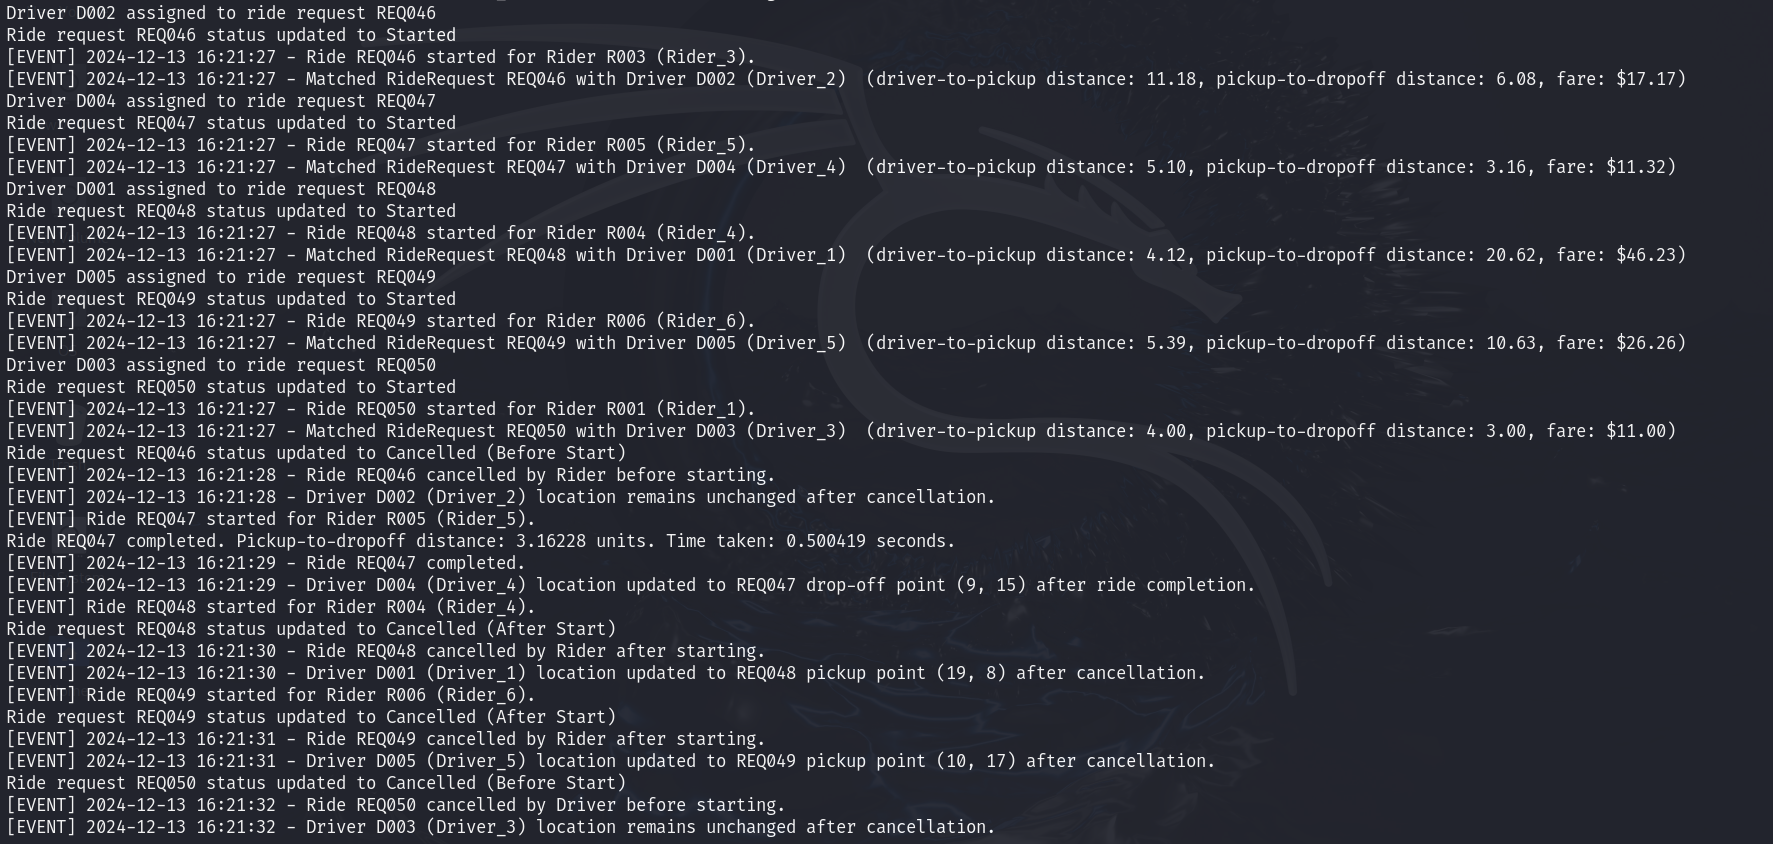 Driver D002 assigned to ride request REQ046
Ride request REQ046 status updated to Started
[EVENT] 2024-12-13 16:21:27 - Ride REQ046 started for Rider R003 (Rider_3).
[EVENT] 2024-12-13 16:21:27 - Matched RideRequest REQ046 with Driver D002 (Driver_2)  (driver-to-pickup distance: 11.18, pickup-to-dropoff distance: 6.08, fare: $17.17)
Driver D004 assigned to ride request REQ047
Ride request REQ047 status updated to Started
[EVENT] 2024-12-13 16:21:27 - Ride REQ047 started for Rider R005 (Rider_5).
[EVENT] 2024-12-13 16:21:27 - Matched RideRequest REQ047 with Driver D004 (Driver_4)  (driver-to-pickup distance: 5.10, pickup-to-dropoff distance: 3.16, fare: $11.32)
Driver D001 assigned to ride request REQ048
Ride request REQ048 status updated to Started
[EVENT] 2024-12-13 16:21:27 - Ride REQ048 started for Rider R004 (Rider_4).
[EVENT] 2024-12-13 16:21:27 - Matched RideRequest REQ048 with Driver D001 (Driver_1)  (driver-to-pickup distance: 4.12, pickup-to-dropoff distance: 20.62, fare: $46.23)
Driver D005 assigned to ride request REQ049
Ride request REQ049 status updated to Started
[EVENT] 2024-12-13 16:21:27 - Ride REQ049 started for Rider R006 (Rider_6).
[EVENT] 2024-12-13 16:21:27 - Matched RideRequest REQ049 with Driver D005 (Driver_5)  (driver-to-pickup distance: 5.39, pickup-to-dropoff distance: 10.63, fare: $26.26)
Driver D003 assigned to ride request REQ050
Ride request REQ050 status updated to Started
[EVENT] 2024-12-13 16:21:27 - Ride REQ050 started for Rider R001 (Rider_1).
[EVENT] 2024-12-13 16:21:27 - Matched RideRequest REQ050 with Driver D003 (Driver_3)  (driver-to-pickup distance: 4.00, pickup-to-dropoff distance: 3.00, fare: $11.00)
Ride request REQ046 status updated to Cancelled (Before Start)
[EVENT] 2024-12-13 16:21:28 - Ride REQ046 cancelled by Rider before starting.
[EVENT] 2024-12-13 16:21:28 - Driver D002 (Driver_2) location remains unchanged after cancellation.
[EVENT] Ride REQ047 started for Rider R005 (Rider_5).
Ride REQ047 completed. Pickup-to-dropoff distance: 3.16228 units. Time taken: 0.500419 seconds.
[EVENT] 2024-12-13 16:21:29 - Ride REQ047 completed.
[EVENT] 2024-12-13 16:21:29 - Driver D004 (Driver_4) location updated to REQ047 drop-off point (9, 15) after ride completion.
[EVENT] Ride REQ048 started for Rider R004 (Rider_4).
Ride request REQ048 status updated to Cancelled (After Start)
[EVENT] 2024-12-13 16:21:30 - Ride REQ048 cancelled by Rider after starting.
[EVENT] 2024-12-13 16:21:30 - Driver D001 (Driver_1) location updated to REQ048 pickup point (19, 8) after cancellation.
[EVENT] Ride REQ049 started for Rider R006 (Rider_6).
Ride request REQ049 status updated to Cancelled (After Start)
[EVENT] 2024-12-13 16:21:31 - Ride REQ049 cancelled by Rider after starting.
[EVENT] 2024-12-13 16:21:31 - Driver D005 (Driver_5) location updated to REQ049 pickup point (10, 17) after cancellation.
Ride request REQ050 status updated to Cancelled (Before Start)
[EVENT] 2024-12-13 16:21:32 - Ride REQ050 cancelled by Driver before starting.
[EVENT] 2024-12-13 16:21:32 - Driver D003 (Driver_3) location remains unchanged after cancellation.